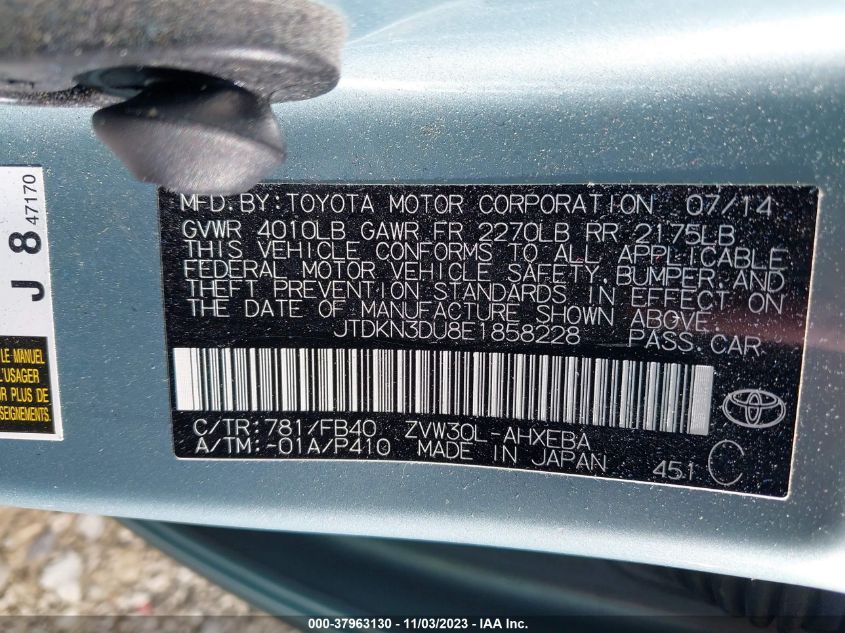 J 8 47170
LE MANUEL
L'USAGER
OR PLUS DE
SEIGNEMENTS.
MFD.BY:TOYOTA MOTOR CORPORATION 07/14
GVWR 4010LB GAWR FR 2270LB RR 2175LB
THIS VEHICLE CONFORMS TO ALL APPLICABLE
FEDERAL MOTOR VEHICLE SAFETY,BUMPER,AND
THEFT PREVENTION STANDARDS IN EFFECT ON
THE DATE OF MANUFACTURE SHOWN ABOVE.
JTDKN3DU8E1858228 PASS.CAR.
C/TR:781/FB40 ZVW30L-AHXEBA
A/TM:-01A/P410 MADE IN JAPAN 451 C
000-37963130 - 11/03/2023 - IAA Inc.